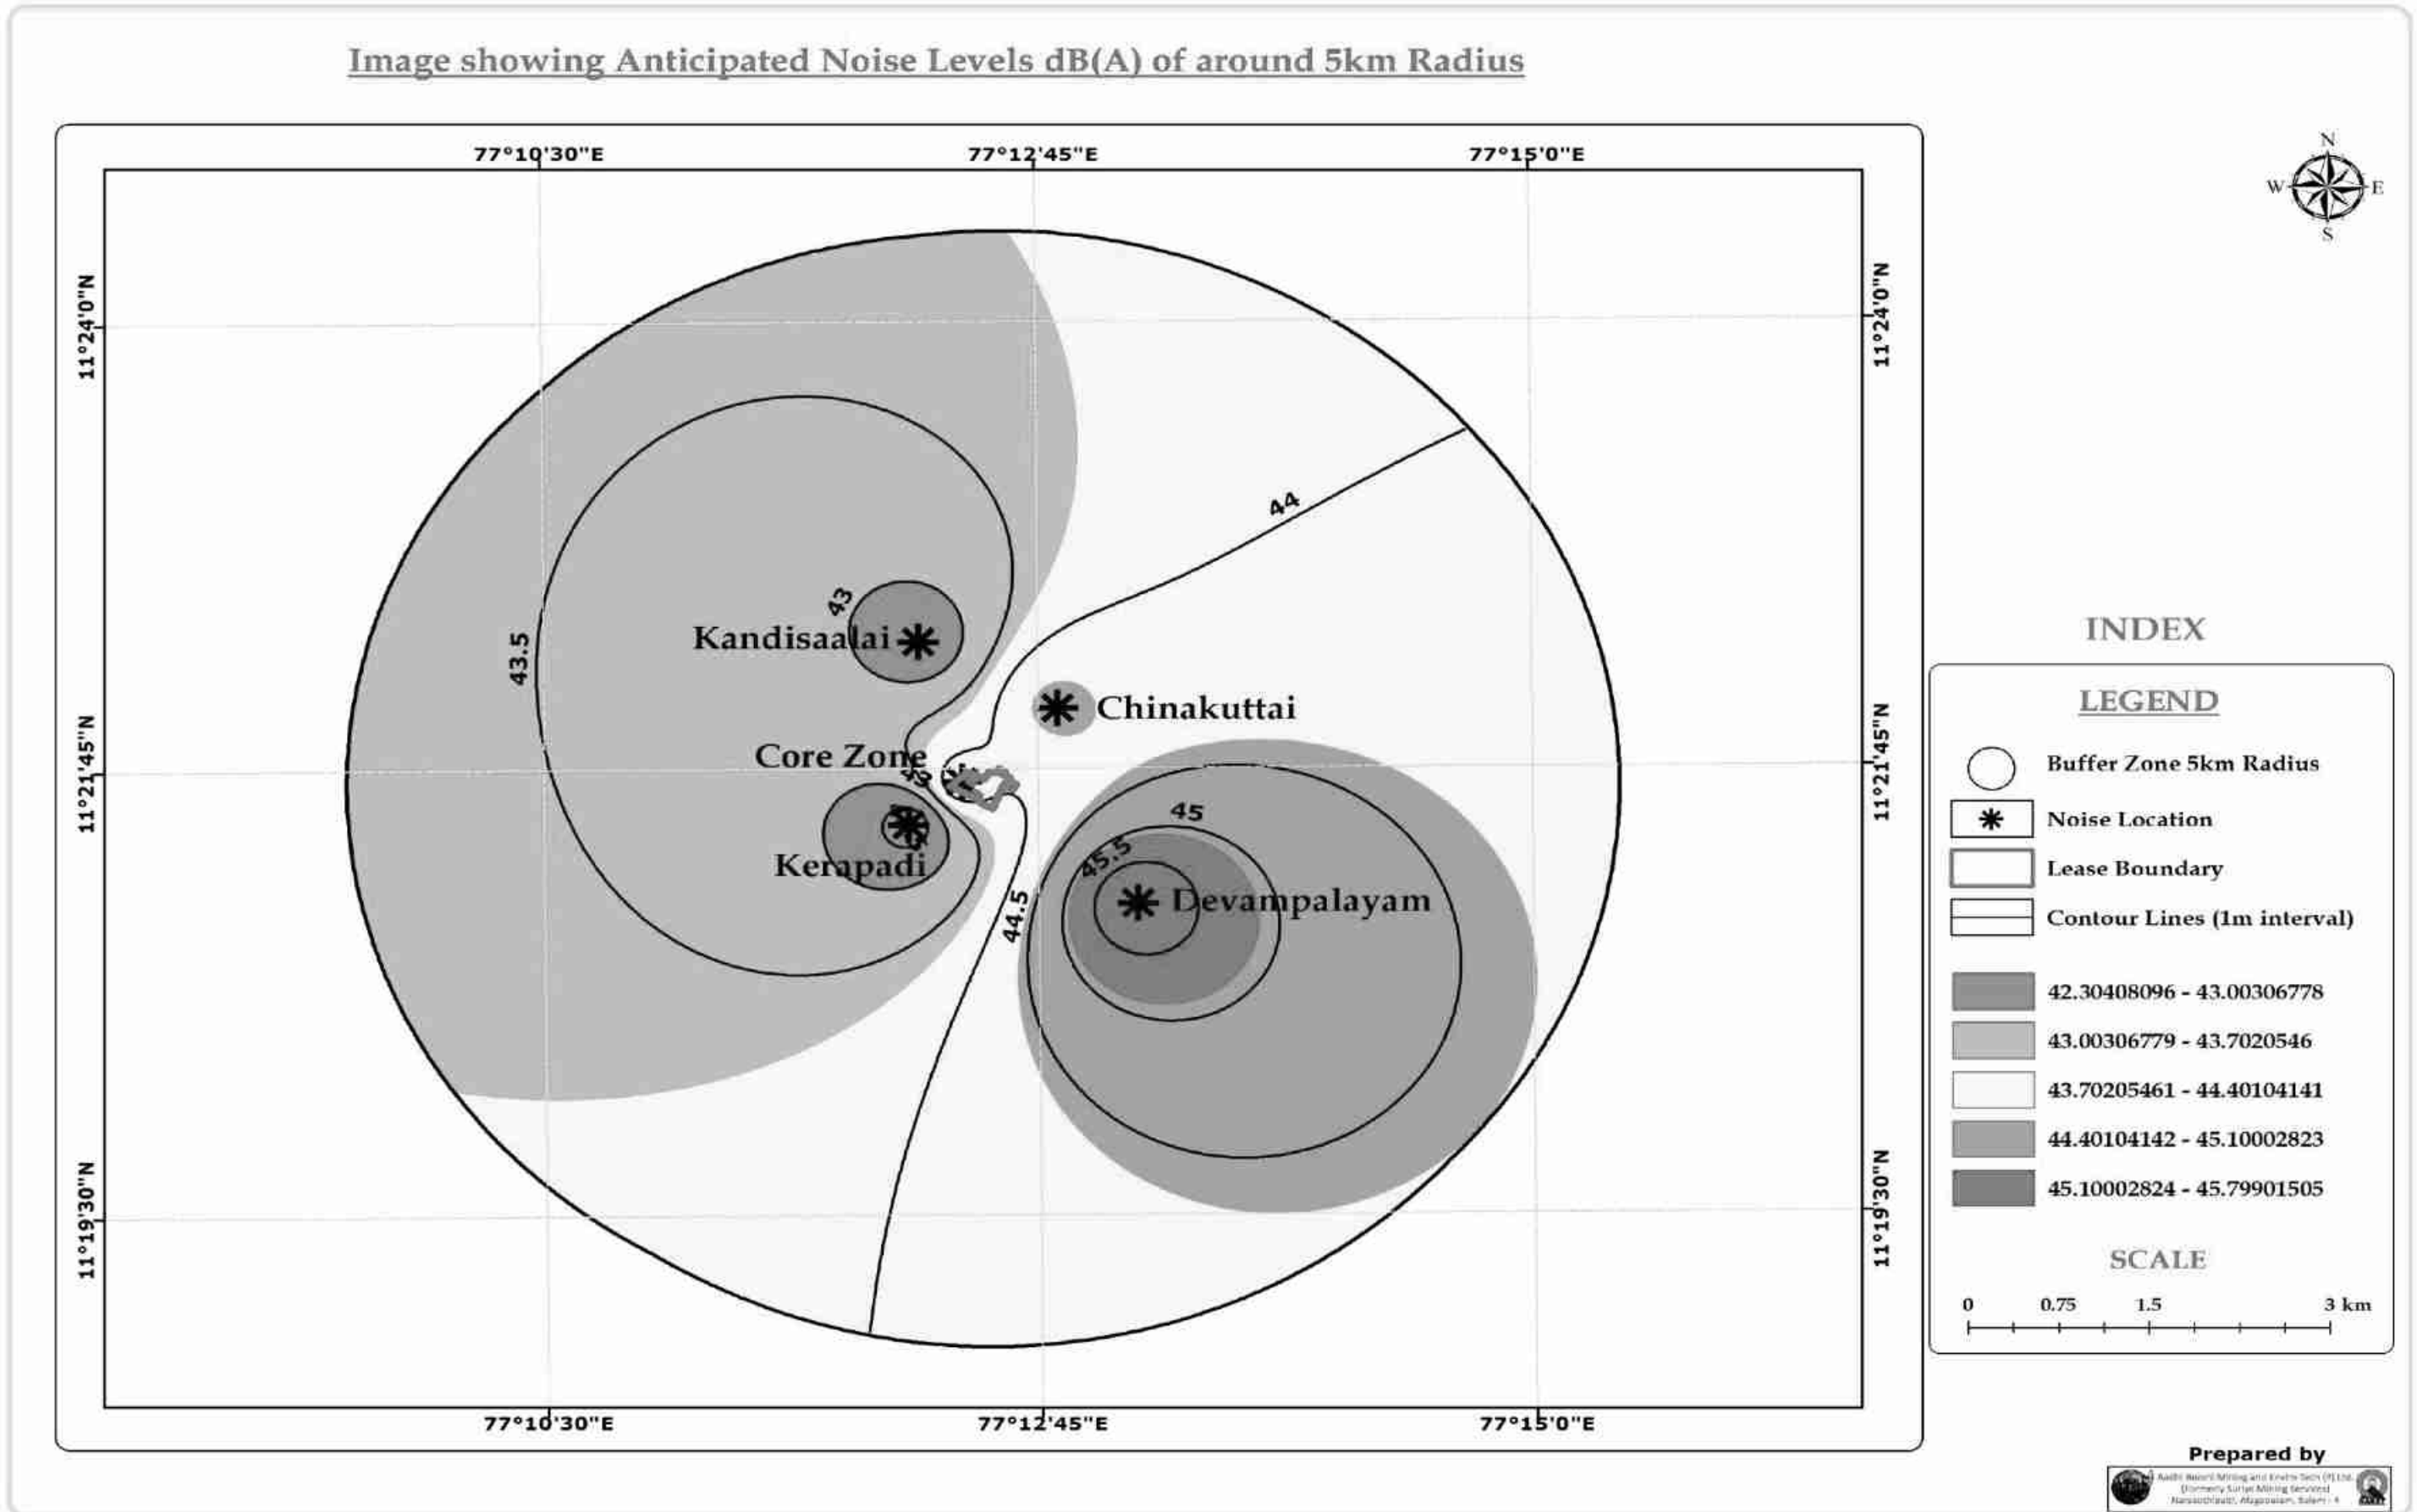 Image showing Anticipated Noise Levels dB(A) of around 5km Radius
77°10'30"E
77°12'45"E
77°15'0"E
N
W
E
S
11°24'0"N
11°24'0"N
44
43
Kandisaalai
43.5
Chinakuttai
11°21'45"N
11°21'45"N
Core Zone
43
45
45.5
Kerapadi
Devampalayam
44.5
11°19'30"N
11°19'30"N
77°10'30"E
77°12'45"E
77°15'0"E
INDEX
LEGEND
Buffer Zone 5km Radius
Noise Location
Lease Boundary
Contour Lines (1m interval)
42.30408096 - 43.00306778
43.00306779 - 43.7020546
43.70205461 - 44.40104141
44.40104142 - 45.10002823
45.10002824 - 45.79901505
SCALE
0 0.75 1.5 3 km
Prepared by
(Formerly Suriya Mining Services)